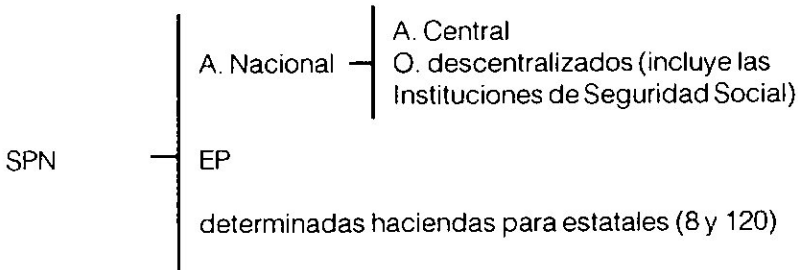 A. Central
A. Nacional
O. descentralizados (incluye las
Instituciones de Seguridad Social)
SPN
EP
determinadas haciendas para estatales (8 y 120)